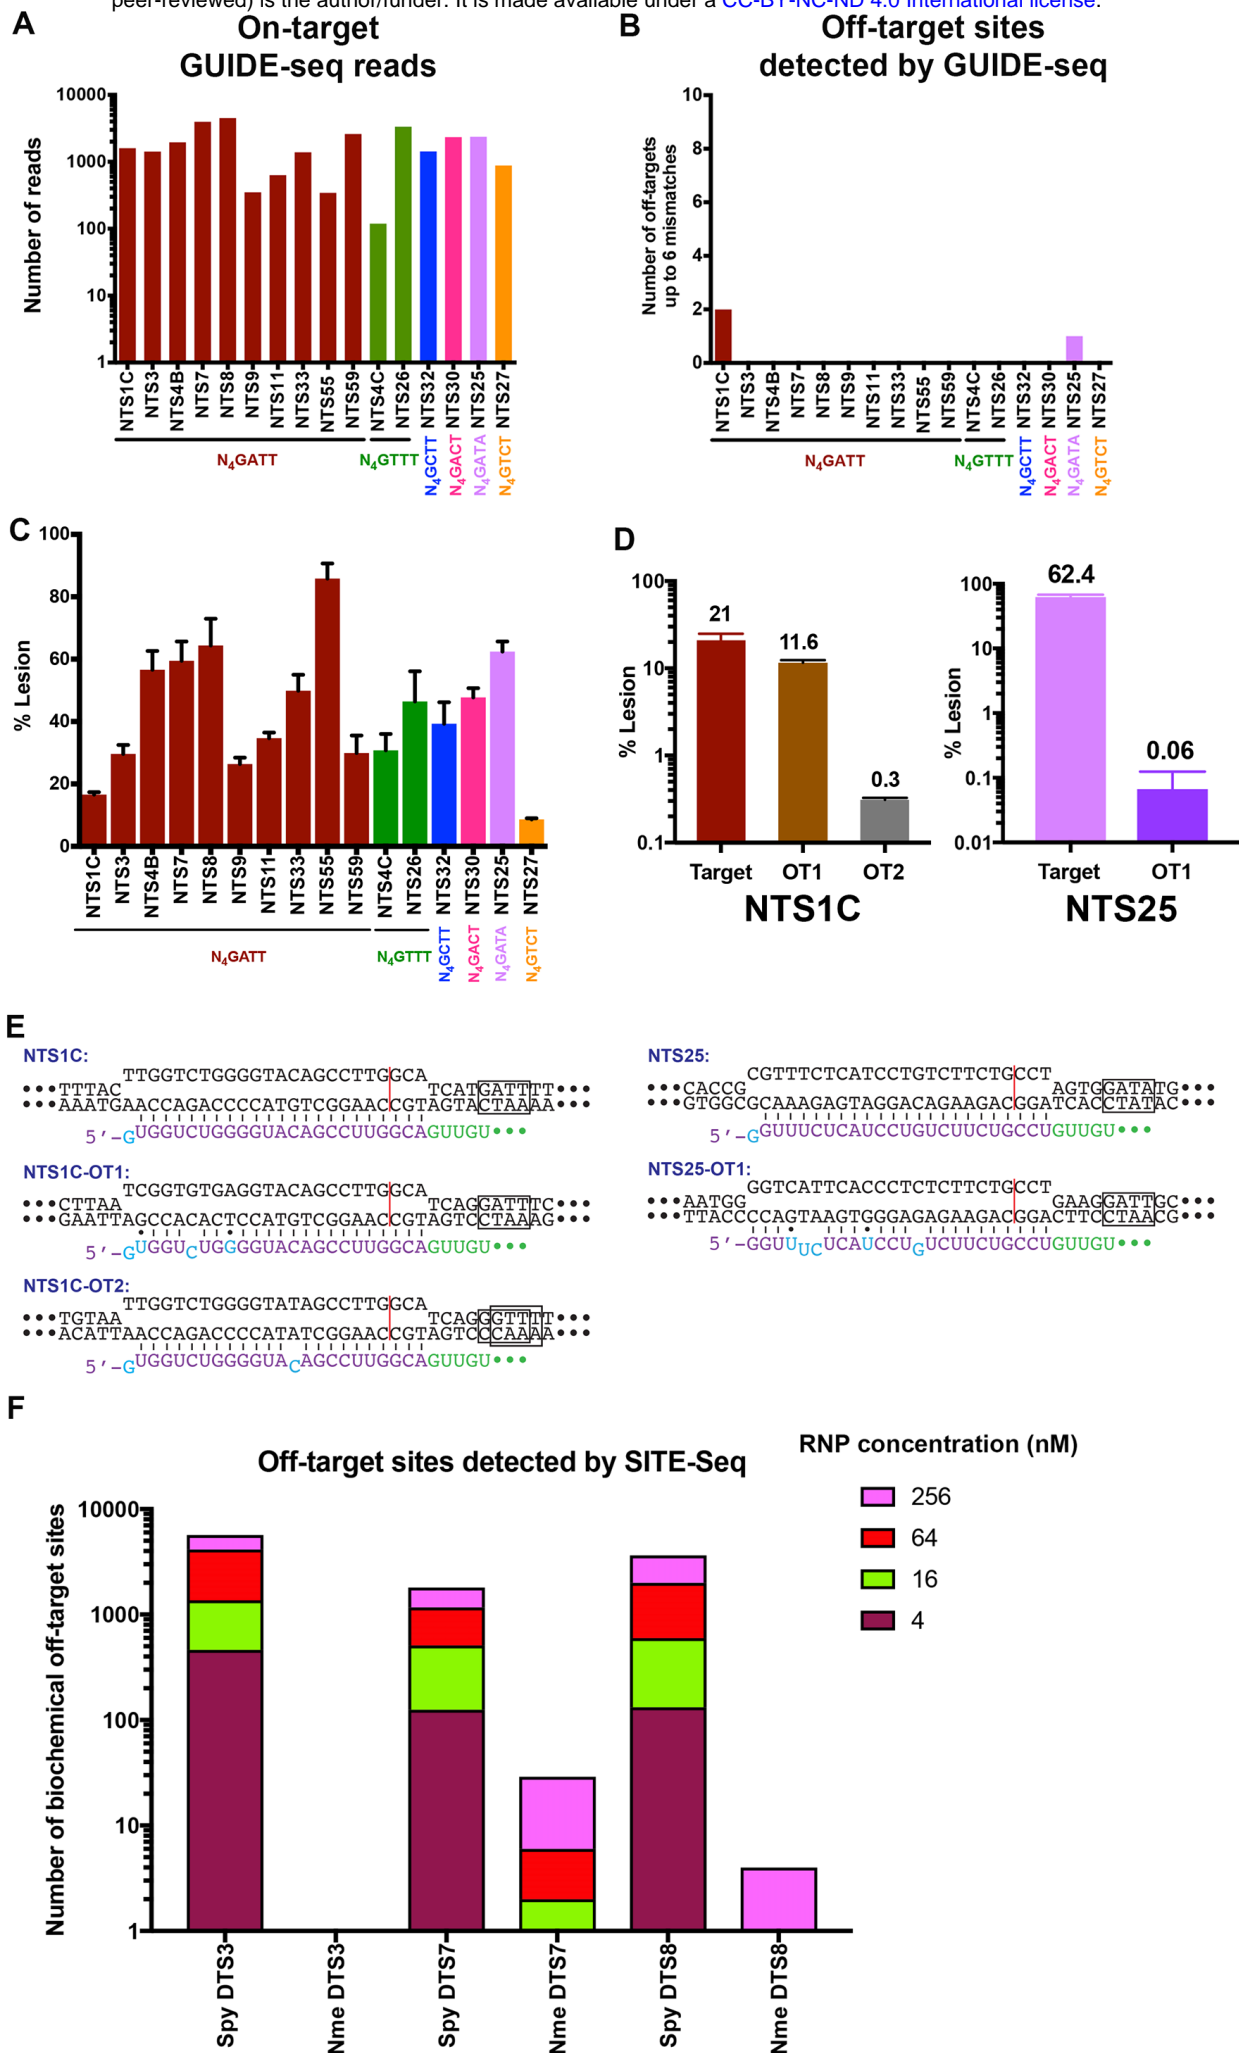 peer-reviewed) is the author/funder. It is made available under a CC-BY-NC-ND 4.0 International license.
A
On-target
GUIDE-seq reads
Number of reads
10000
1000
100
10
1
NTS1C
NTS3
NTS4B
NTS7
NTS8
NTS9
NTS11
NTS33
NTS55
NTS59
NTS4C
NTS26
NTS32
NTS30
NTS25
NTS27
N4GATT
N4GTTT
N4GCTT
N4GACT
N4GATA
N4GTCT
B
Off-target sites
detected by GUIDE-seq
Number of off-targets
up to 6 mismatches
10
8
6
4
2
0
NTS1C
NTS3
NTS4B
NTS7
NTS8
NTS9
NTS11
NTS33
NTS55
NTS59
NTS4C
NTS26
NTS32
NTS30
NTS25
NTS27
N4GATT
N4GTTT
N4GCTT
N4GACT
N4GATA
N4GTCT
C
% Lesion
100
80
60
40
20
0
NTS1C
NTS3
NTS4B
NTS7
NTS8
NTS9
NTS11
NTS33
NTS55
NTS59
NTS4C
NTS26
NTS32
NTS30
NTS25
NTS27
N4GATT
N4GTTT
N4GCTT
N4GACT
N4GATA
N4GTCT
D
% Lesion
100
10
1
0.1
21
11.6
0.3
Target OT1 OT2
NTS1C
% Lesion
100
10
1
0.1
0.01
62.4
0.06
Target OT1
NTS25
E
NTS1C:
TTGGTCTGGGGTACAGCCTTGGCA
•••TTTAC TCATGATTTT•••
•••AAATGAACCAGACCCCATGTCGGAACCGTAGTACTAAAA•••
5′–GUGGUCUGGGGUACAGCCUUGGCAGUUGU•••
NTS1C-OT1:
TCGGTGTGAGGTACAGCCTTGGCA
•••CTTAA TCAGGATTTC•••
•••GAATTAGCCACACTCCATGTCGGAACCGTAGTCCTAAAG•••
5′–GUGGUCUGGGGUACAGCCUUGGCAGUUGU•••
NTS1C-OT2:
TTGGTCTGGGGTATAGCCTTGGCA
•••TGTAA TCAGGGTTTT•••
•••ACATTAACCAGACCCCATATCGGAACCGTAGTCCCAAAA•••
5′–GUGGUCUGGGGUACAGCCUUGGCAGUUGU•••
NTS25:
CGTTTCTCATCCTGTCTTCTGCCT
•••CACCG AGTGGATATG•••
•••GTGGCGCAAAGAGTAGGACAGAAGACGGATCACCTATAC•••
5′–GGUUUCUCAUCCUGUCUUCUGCCUGUUGU•••
NTS25-OT1:
GGTCATTCACCCTCTCTTCTGCCT
•••AATGG GAAGGATTGC•••
•••TTACCCCAGTAAGTGGGAGAGAAGACGGACTTCCTAACG•••
5′–GGUUUCUCAUCCUGUCUUCUGCCUGUUGU•••
F
Off-target sites detected by SITE-Seq
RNP concentration (nM)
256
64
16
4
Number of biochemical off-target sites
10000
1000
100
10
1
Spy DTS3
Nme DTS3
Spy DTS7
Nme DTS7
Spy DTS8
Nme DTS8